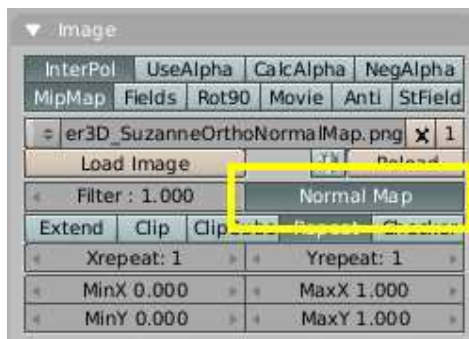 Image
InterPol UseAlpha CalcAlpha NegAlpha
MipMap Fields Rot90 Movie Anti StField
er3D_SuzanneOrthoNormalMap.png 1
Load Image Reload
Filter : 1.000 Normal Map
Extend Clip ClipCube Repeat Checker
Xrepeat: 1 Yrepeat: 1
MinX 0.000 MaxX 1.000
MinY 0.000 MaxY 1.000